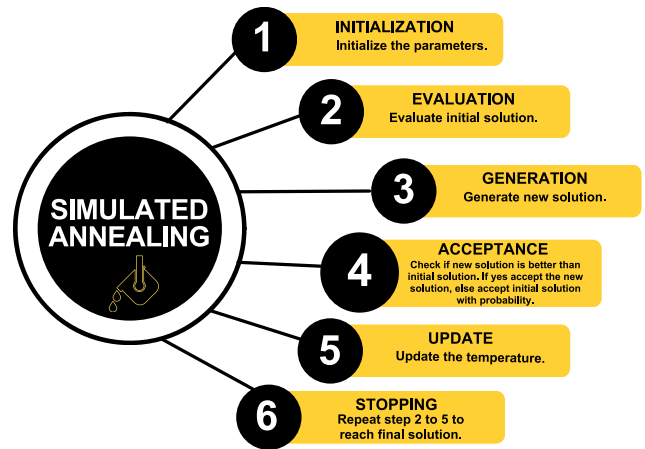 SIMULATED
ANNEALING
1
INITIALIZATION
Initialize the parameters.
2
EVALUATION
Evaluate initial solution.
3
GENERATION
Generate new solution.
4
ACCEPTANCE
Check if new solution is better than
initial solution. If yes accept the new
solution, else accept initial solution
with probability.
5
UPDATE
Update the temperature.
6
STOPPING
Repeat step 2 to 5 to
reach final solution.